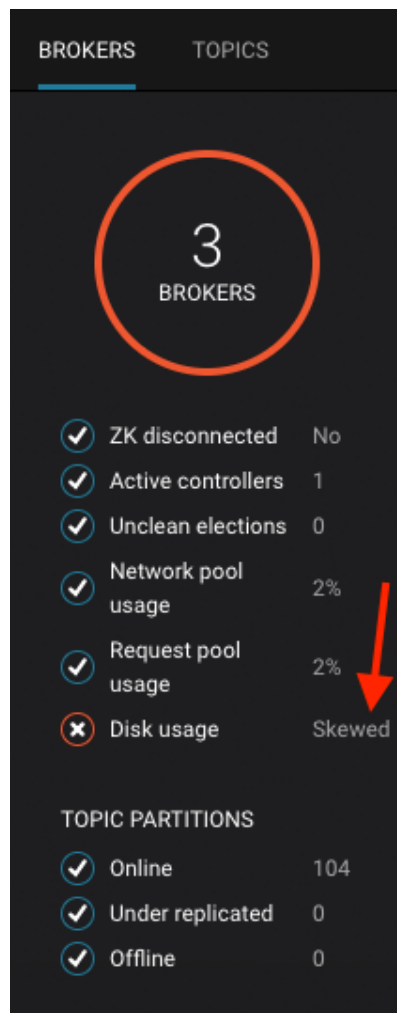 BROKERS TOPICS
3
BROKERS
ZK disconnected No
Active controllers 1
Unclean elections 0
Network pool
usage 2%
Request pool
usage 2%
Disk usage Skewed
TOPIC PARTITIONS
Online 104
Under replicated 0
Offline 0